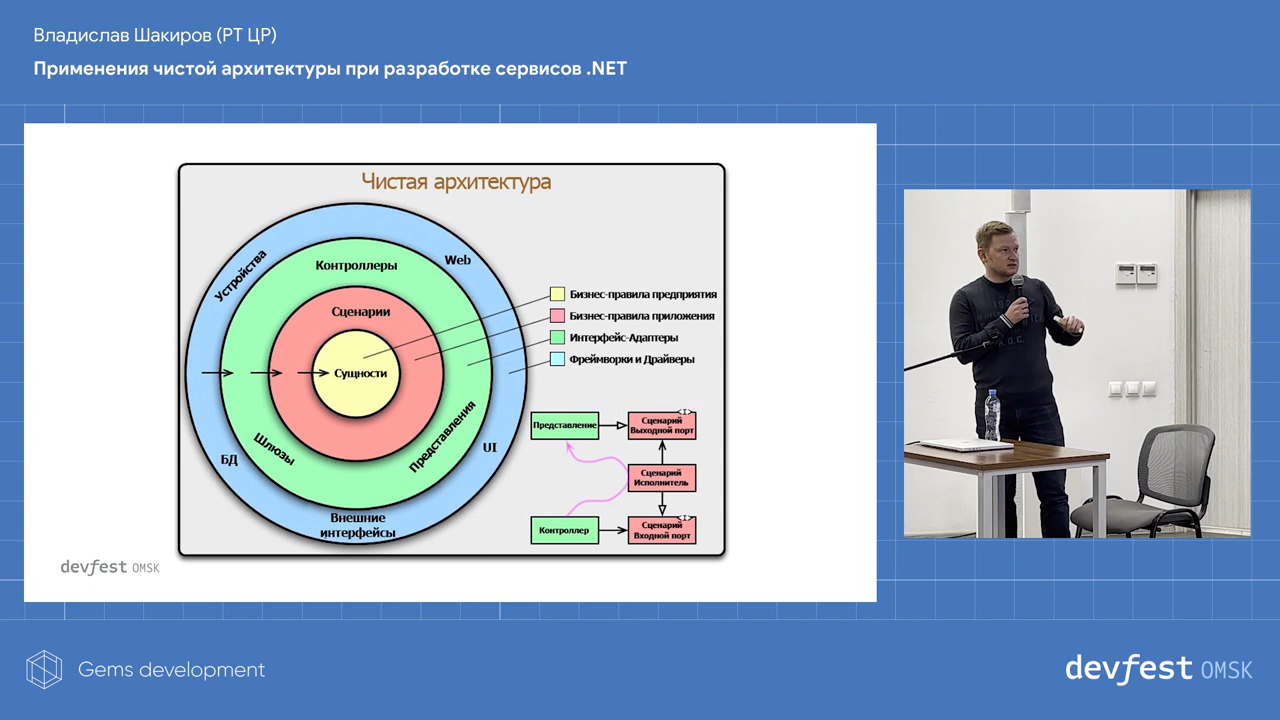 Владислав Шакиров (РТ ЦР)
Применения чистой архитектуры при разработке сервисов .NET
Чистая архитектура
Устройства
Контроллеры
Web
Сценарии
Сущности
Шлюзы
Представления
БД
UI
Внешние
интерфейсы
Бизнес-правила предприятия
Бизнес-правила приложения
Интерфейс-Адаптеры
Фреймворки и Драйверы
Представление
Сценарий
Выходной порт
Сценарий
Исполнитель
Контроллер
Сценарий
Входной порт
devfest OMSK
Gems development
devfest OMSK